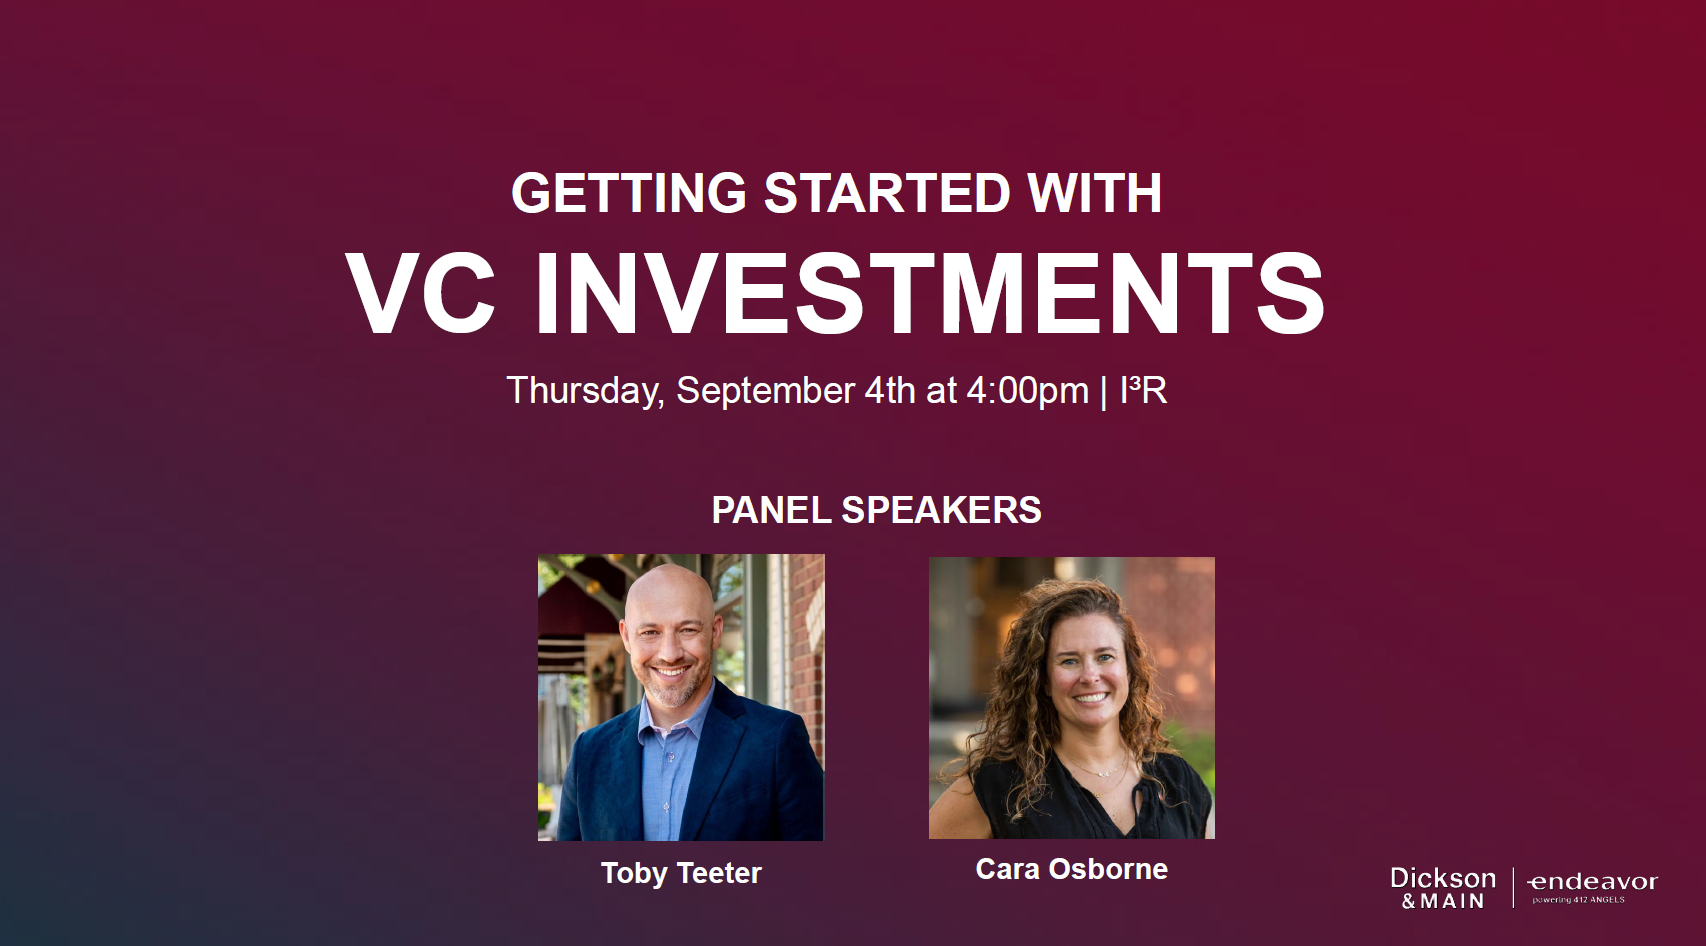 GETTING STARTED WITH
VC INVESTMENTS
Thursday, September 4th at 4:00pm | I³R
PANEL SPEAKERS
Toby Teeter
Cara Osborne
Dickson
& MAIN
endeavor
powering 412 ANGELS